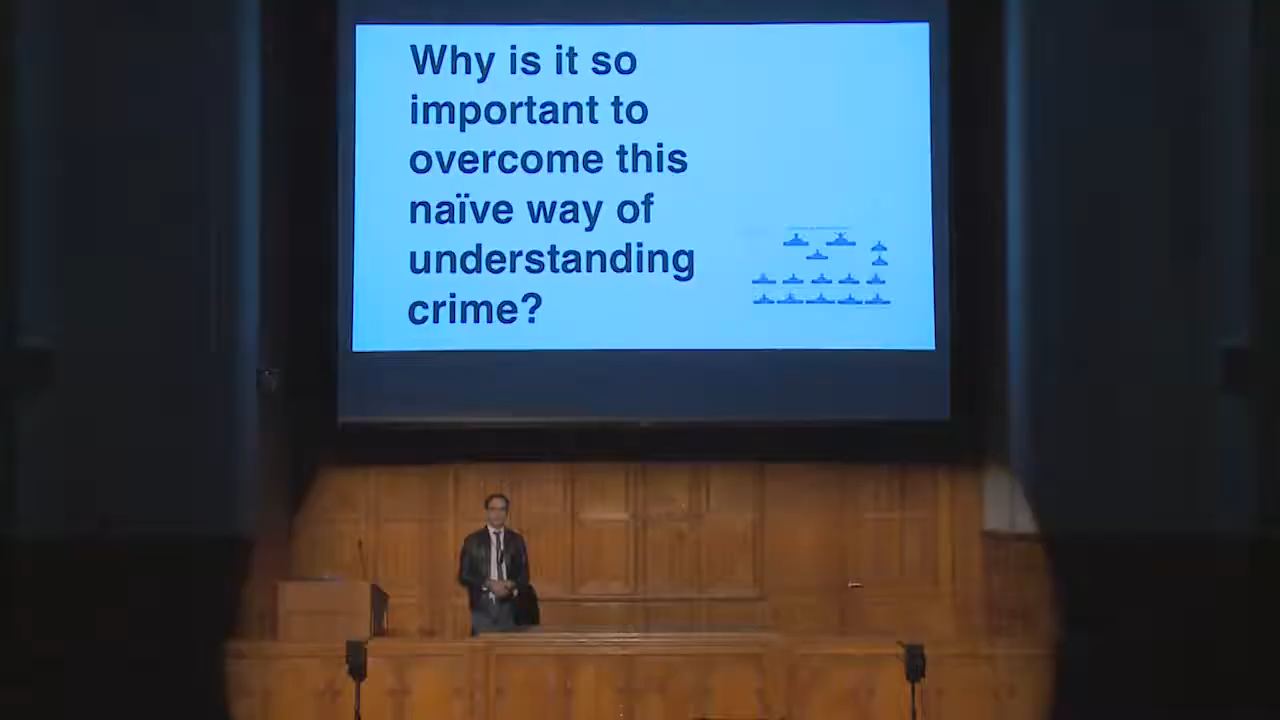 Why is it so
important to
overcome this
naïve way of
understanding
crime?